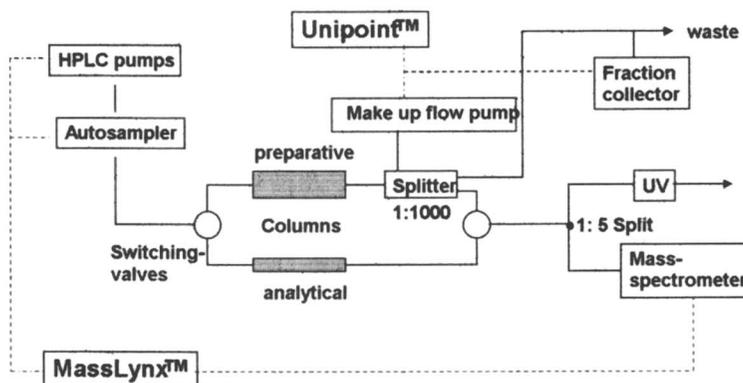 Unipoint™
waste
HPLC pumps
Fraction
collector
Make up flow pump
Autosampler
preparative
Splitter
1:1000
UV
Columns
1: 5 Split
Switching-
valves
Mass-
spectrometer
analytical
MassLynx™